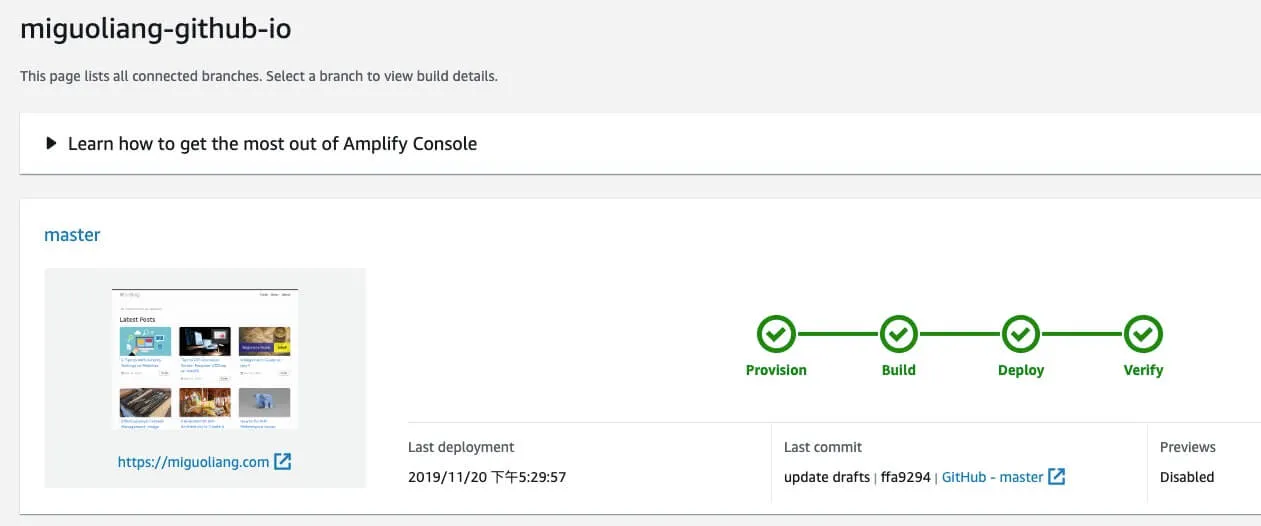 miguoliang-github-io
This page lists all connected branches. Select a branch to view build details.
Learn how to get the most out of Amplify Console
master
Latest Posts
Provision
Build
Deploy
Verify
https://miguoliang.com
Last deployment
2019/11/20 下午5:29:57
Last commit
update drafts | ffa9294 | GitHub - master
Previews
Disabled